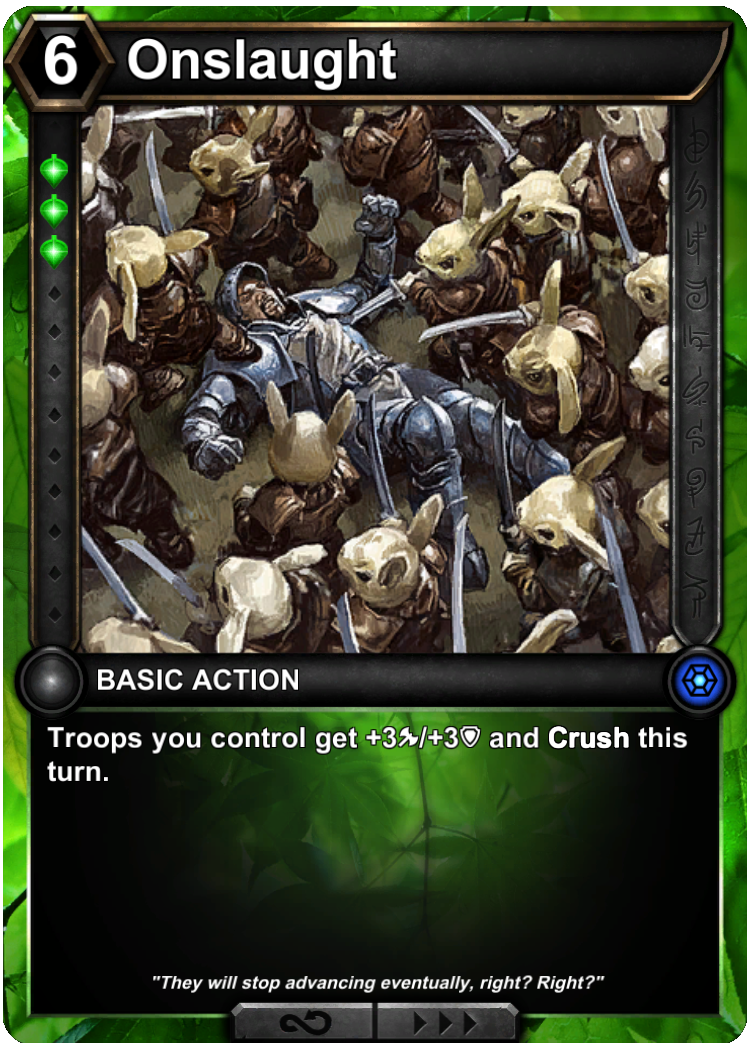 6 Onslaught
BASIC ACTION
Troops you control get +3/+3 and Crush this
turn.
"They will stop advancing eventually, right? Right?"